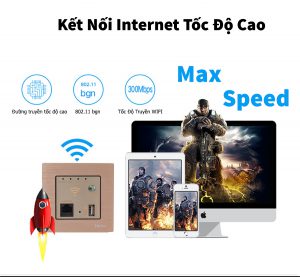 Kết Nối Internet Tốc Độ Cao
802.11
bgn
300Mbps
Đường truyền tốc độ cao
802.11 bgn
Tốc Độ Truyền WIFI
Max
Speed